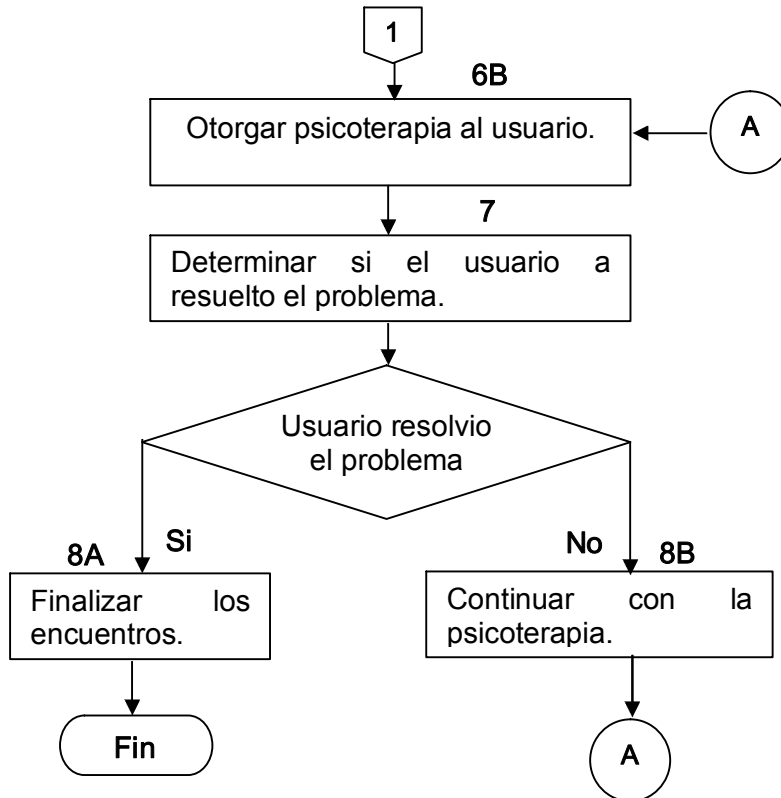 1
6B
Otorgar psicoterapia al usuario.
A
7
Determinar si el usuario a
resuelto el problema.
Usuario resolvio
el problema
Si
No
8A
8B
Finalizar los
encuentros.
Continuar con la
psicoterapia.
Fin
A